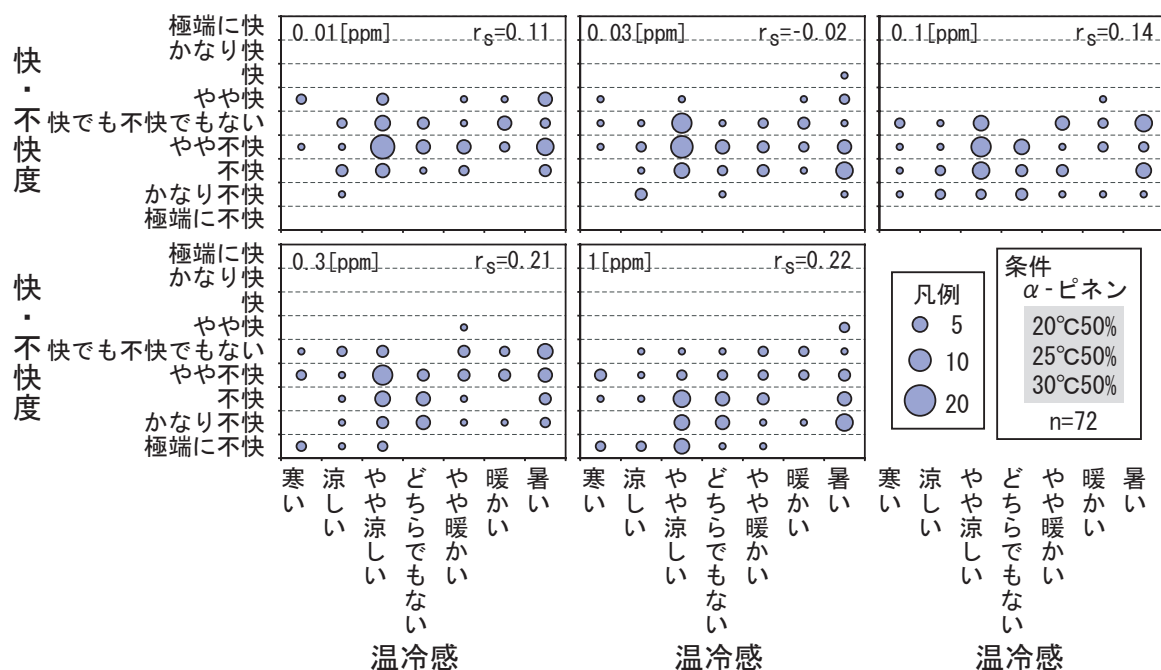 快・不快度
極端に快
かなり快
快
やや快
快でも不快でもない
やや不快
不快
かなり不快
極端に不快
0.01[ppm] rS=0.11
0.03[ppm] rS=-0.02
0.1[ppm] rS=0.14
快・不快度
極端に快
かなり快
快
やや快
快でも不快でもない
やや不快
不快
かなり不快
極端に不快
0.3[ppm] rS=0.21
1[ppm] rS=0.22
凡例
5
10
20
条件
α-ピネン
20℃50%
25℃50%
30℃50%
n=72
寒い
涼しい
やや涼しい
どちらでもない
やや暖かい
暖かい
暑い
温冷感
寒い
涼しい
やや涼しい
どちらでもない
やや暖かい
暖かい
暑い
温冷感
寒い
涼しい
やや涼しい
どちらでもない
やや暖かい
暖かい
暑い
温冷感